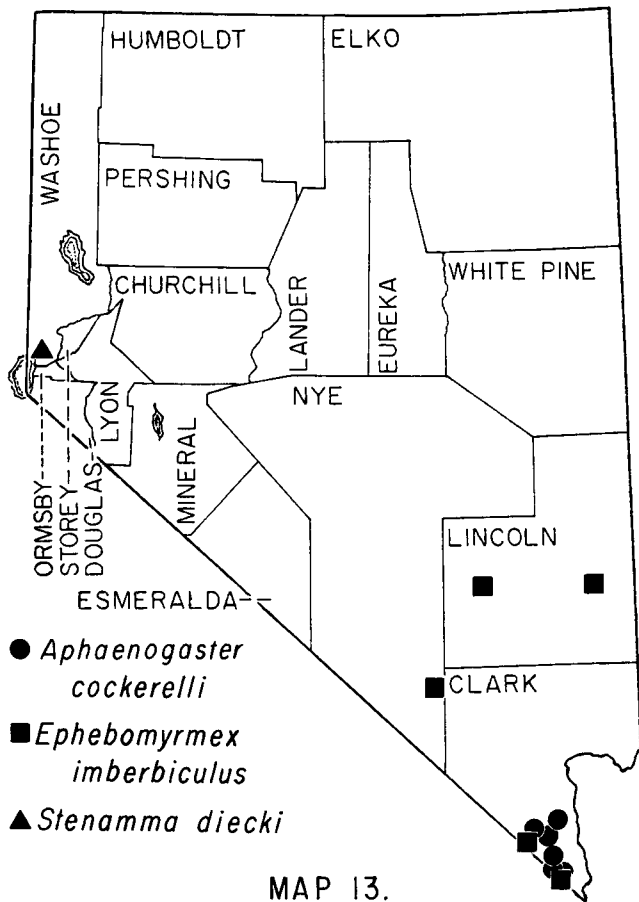 HUMBOLDT
ELKO
WASHOE
PERSHING
CHURCHILL
LANDER
EUREKA
WHITE PINE
NYE
LYON
MINERAL
ORMSBY
STOREY
DOUGLAS
LINCOLN
ESMERALDA
CLARK
Aphaenogaster
cockerelli
Ephebomyrmex
imberbiculus
Stenamma diecki
MAP 13.